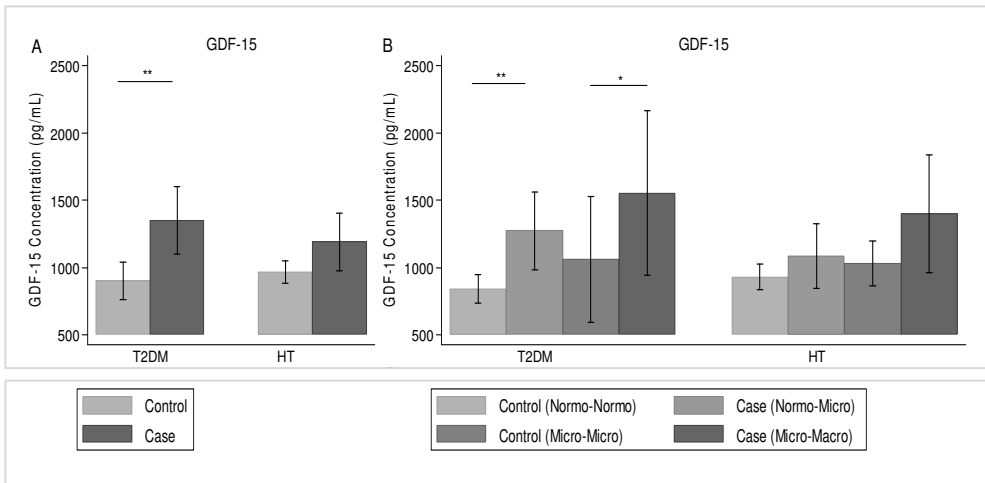 A
GDF-15
GDF-15 Concentration (pg/mL)
2500
2000
1500
1000
500
**
T2DM
HT
B
GDF-15
GDF-15 Concentration (pg/mL)
2500
2000
1500
1000
500
**
*
T2DM
HT
Control
Case
Control (Normo-Normo)
Case (Normo-Micro)
Control (Micro-Micro)
Case (Micro-Macro)